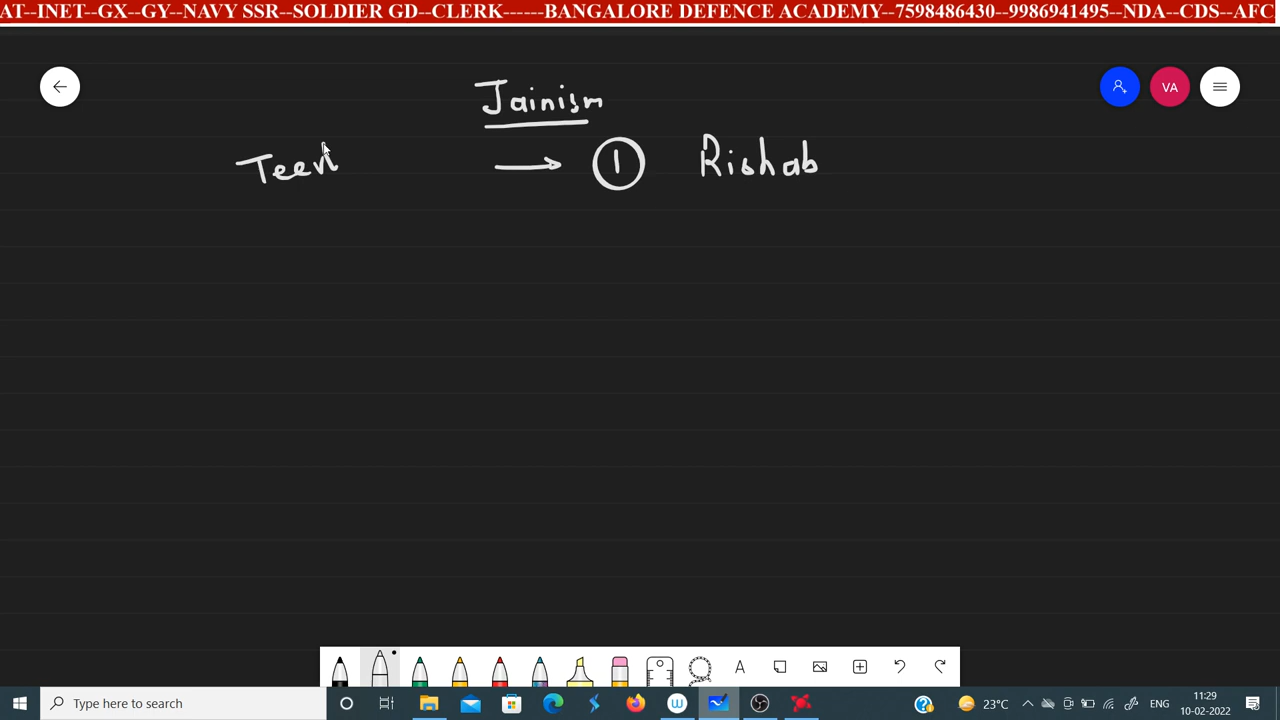 AT--INET--GX--GY--NAVY SSR--SOLDIER GD--CLERK------BANGALORE DEFENCE ACADEMY--7598486430--9986941495--NDA--CDS--AFC
Jainism
VA
Teer → 1 Rishab
A
Type here to search
23°C
ENG
11:29
10-02-2022